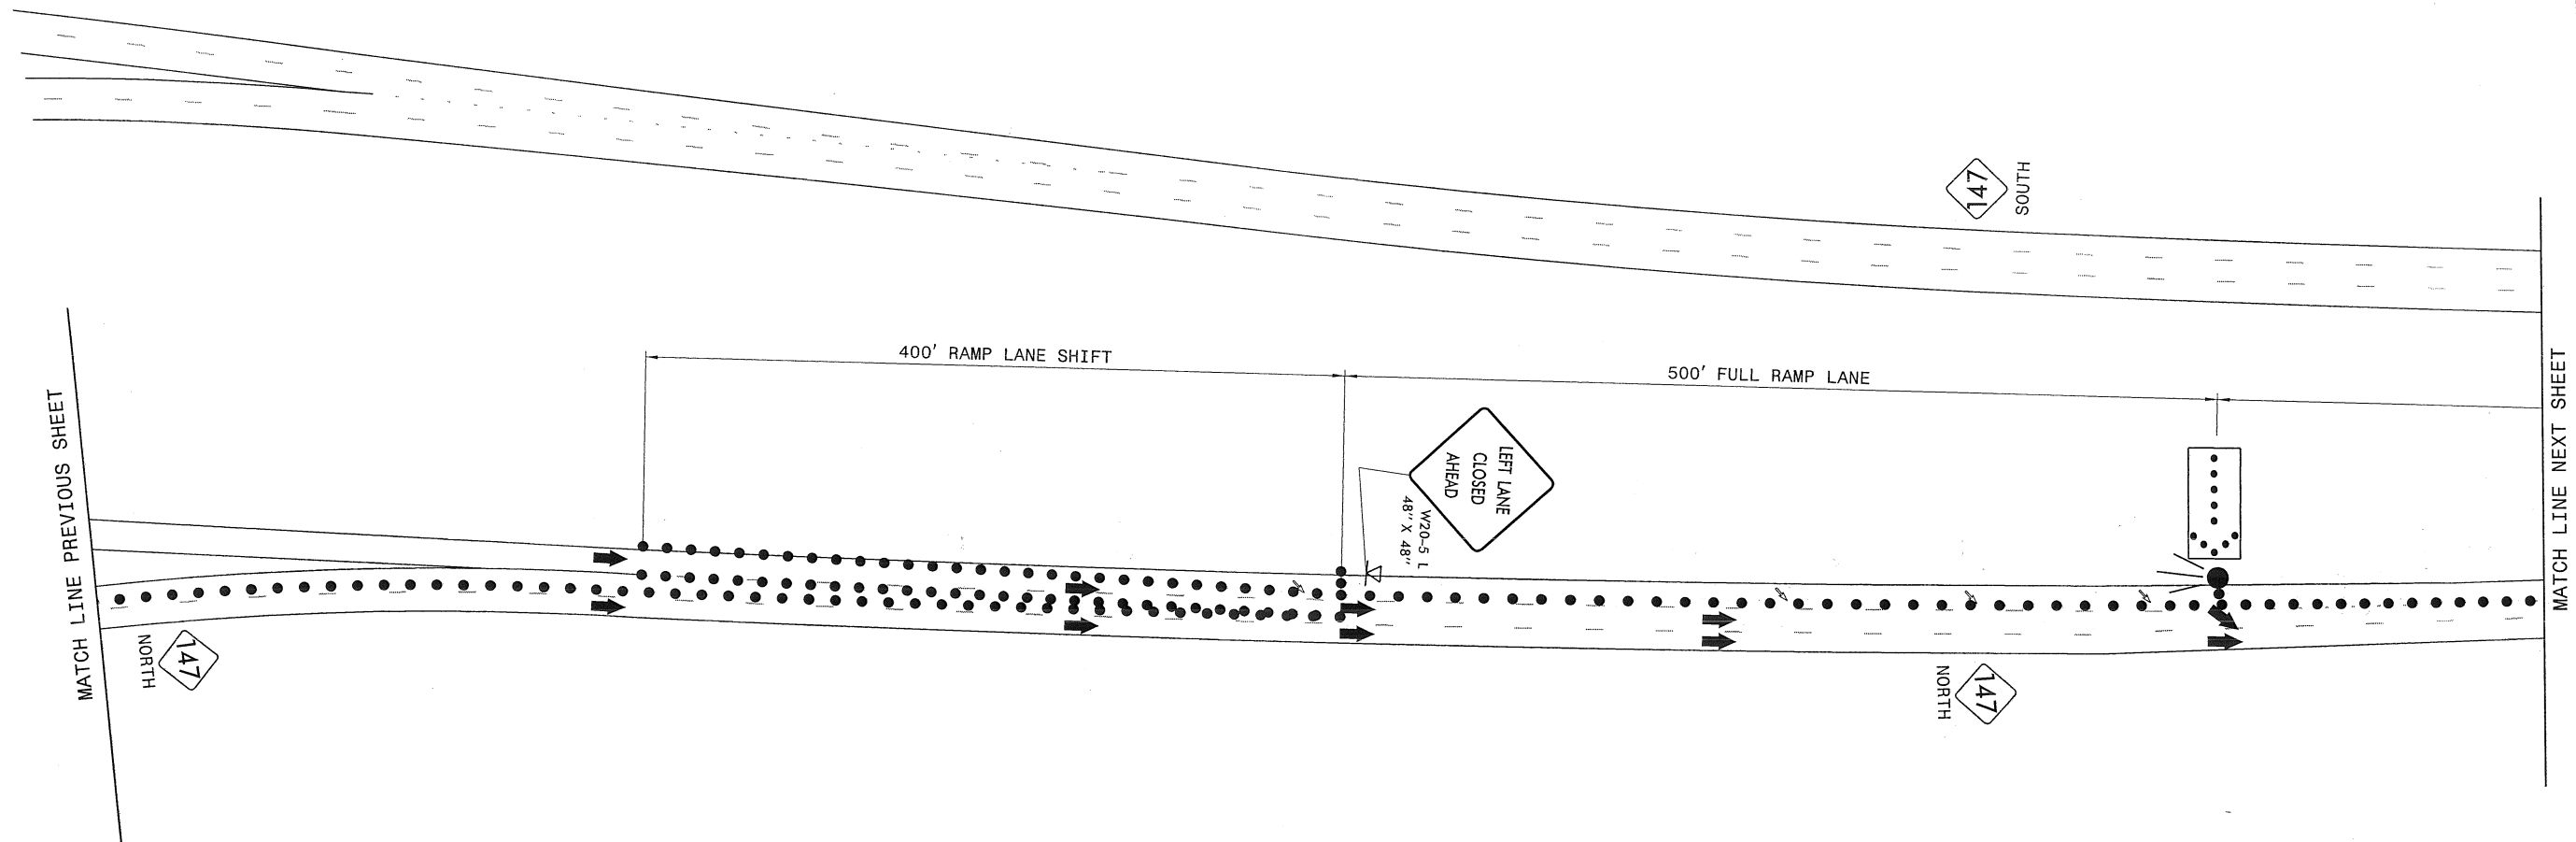 147
SOUTH
400' RAMP LANE SHIFT
500' FULL RAMP LANE
LEFT LANE
CLOSED
AHEAD
W20-5 L
48" X 48"
MATCH LINE PREVIOUS SHEET
MATCH LINE NEXT SHEET
147
NORTH
147
NORTH